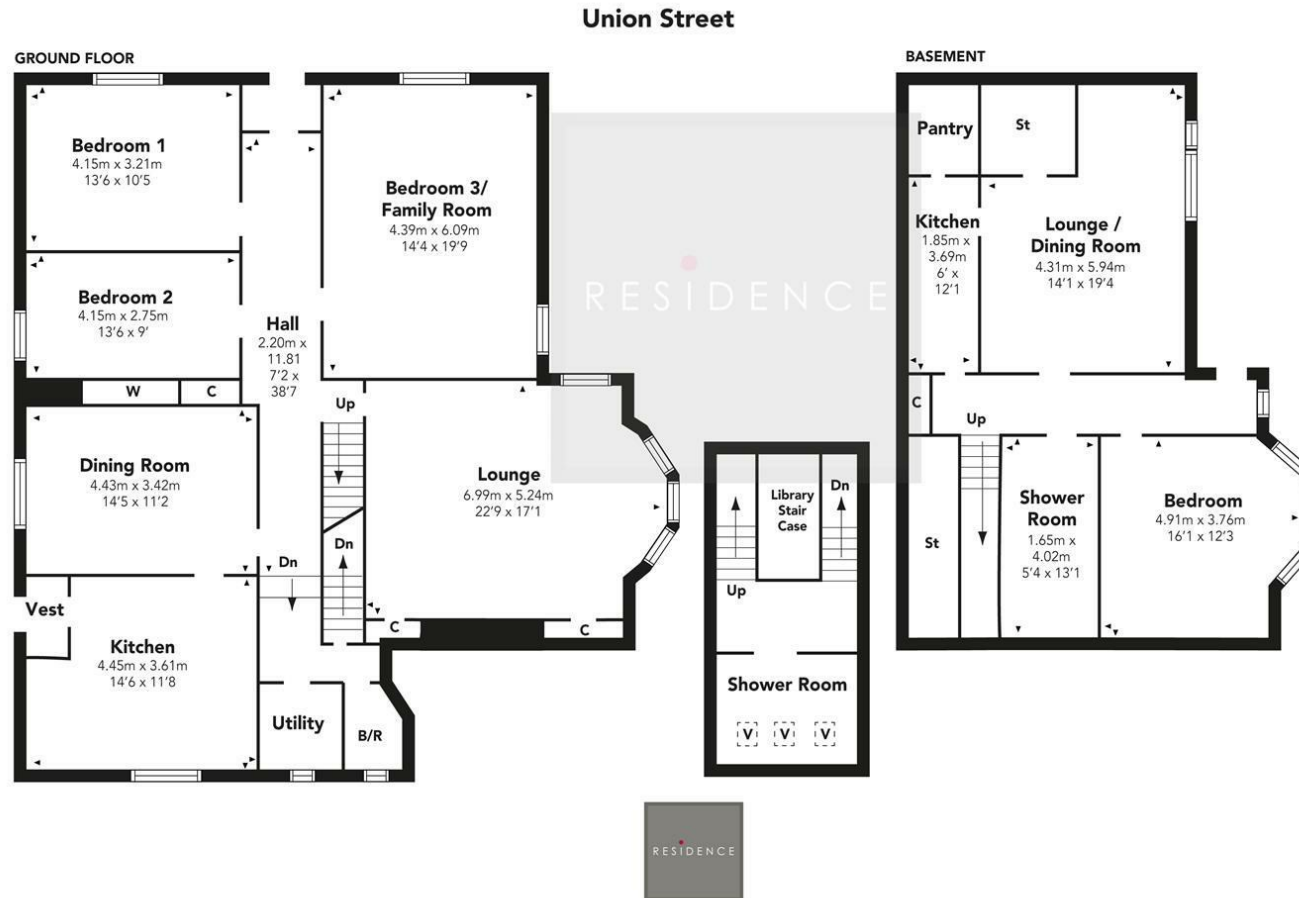 Union Street
GROUND FLOOR
Bedroom 1
4.15m x 3.21m
13'6 x 10'5
Bedroom 2
4.15m x 2.75m
13'6 x 9'
W
C
Dining Room
4.43m x 3.42m
14'5 x 11'2
Vest
Kitchen
4.45m x 3.61m
14'6 x 11'8
Hall
2.20m x
11.81
7'2 x
38'7
Bedroom 3/
Family Room
4.39m x 6.09m
14'4 x 19'9
Up
Dn
Dn
Lounge
6.99m x 5.24m
22'9 x 17'1
C
C
Utility
B/R
RESIDENCE
Library
Stair
Case
Dn
Up
Shower Room
V
V
V
BASEMENT
Pantry
St
Kitchen
1.85m x
3.69m
6' x
12'1
Lounge /
Dining Room
4.31m x 5.94m
14'1 x 19'4
C
Up
St
Shower
Room
1.65m x
4.02m
5'4 x 13'1
Bedroom
4.91m x 3.76m
16'1 x 12'3
RESIDENCE